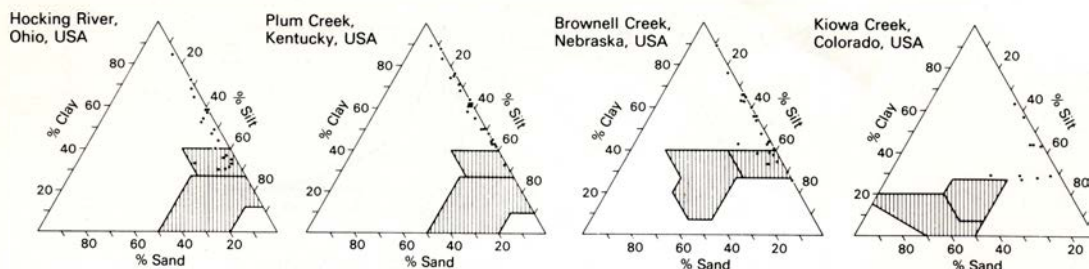 Hocking River,
Ohio, USA
20
80
40
% Clay
60
% Silt
40
60
20
80
80 60 40 20
% Sand
Plum Creek,
Kentucky, USA
20
80
40
% Clay
60
% Silt
40
60
20
80
80 60 40 20
% Sand
Brownell Creek,
Nebraska, USA
20
80
40
% Clay
60
% Silt
40
60
20
80
80 60 40 20
% Sand
Kiowa Creek,
Colorado, USA
20
80
40
% Clay
60
% Silt
40
60
20
80
80 60 40 20
% Sand